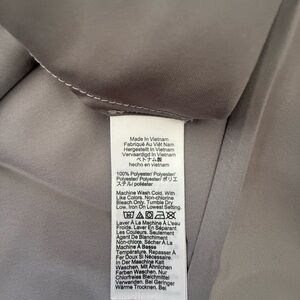 Made In Vietnam
Fabriqué Au Viêt Nam
Hergestellt In Vietnam
Vervaardigd In Vietnam
ベトナム製
hecho en vietnam
100% Polyester/ Polyester/
Polyester/ Polyester/ ポリエ
ステル/ poliéster
Machine Wash Cold, With
Like Colors, Non-chlorine
Bleach Only, Tumble Dry
Low, Iron On Lowest Setting.
Laver À La Machine À L'eau
Froide, Laver En Séparant
Les Couleurs, Seulement
Agent De Blanchiment
Non-chlore, Sécher À La
Machine A Basse
Température, Repasser À
Fer Doux Si Nécessaire.
In Der Maschine Kalt
Waschen, Mit Ähnlichen
Farben Waschen, Nur
Chlorfreies Bleichmittel
Verwenden, Bei Geringer
Wärme Trocknen, Bei